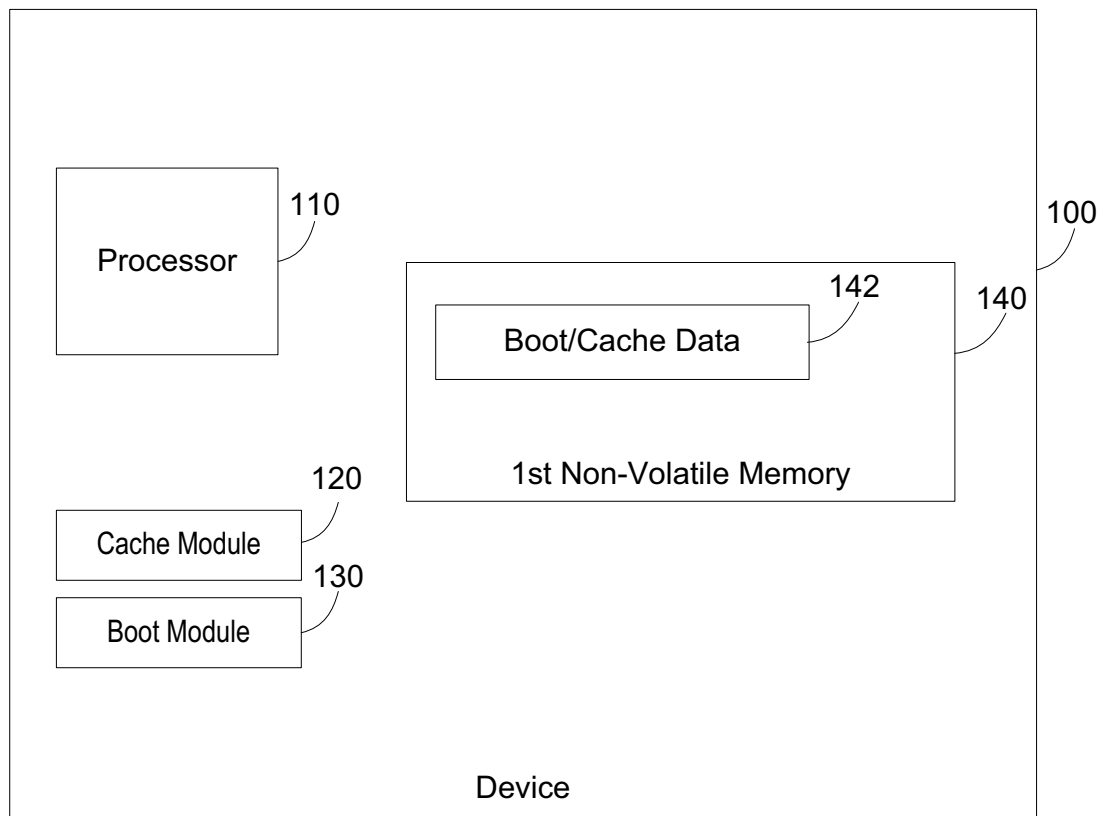 110
Processor
100
142
140
Boot/Cache Data
1st Non-Volatile Memory
120
Cache Module
130
Boot Module
Device